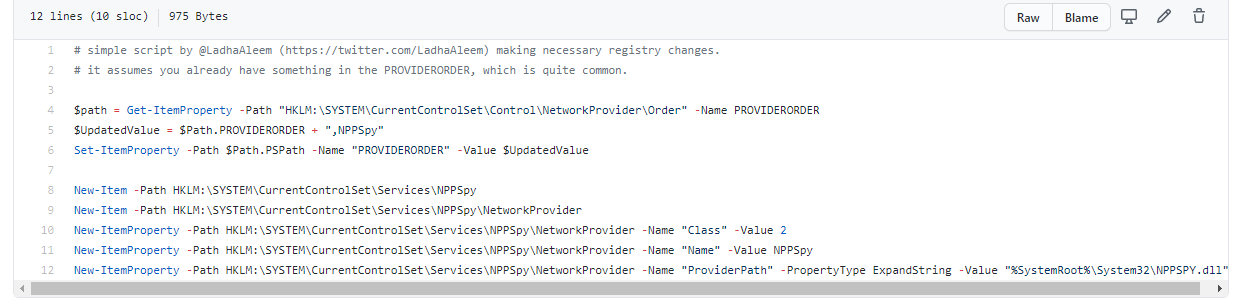 12 lines (10 sloc) 975 Bytes Raw Blame
1 # simple script by @LadhaAleem (https://twitter.com/LadhaAleem) making necessary registry changes.
2 # it assumes you already have something in the PROVIDERORDER, which is quite common.
3
4 $path = Get-ItemProperty -Path "HKLM:\SYSTEM\CurrentControlSet\Control\NetworkProvider\Order" -Name PROVIDERORDER
5 $UpdatedValue = $Path.PROVIDERORDER + ",NPPSpy"
6 Set-ItemProperty -Path $Path.PSPath -Name "PROVIDERORDER" -Value $UpdatedValue
7
8 New-Item -Path HKLM:\SYSTEM\CurrentControlSet\Services\NPPSpy
9 New-Item -Path HKLM:\SYSTEM\CurrentControlSet\Services\NPPSpy\NetworkProvider
10 New-ItemProperty -Path HKLM:\SYSTEM\CurrentControlSet\Services\NPPSpy\NetworkProvider -Name "Class" -Value 2
11 New-ItemProperty -Path HKLM:\SYSTEM\CurrentControlSet\Services\NPPSpy\NetworkProvider -Name "Name" -Value NPPSpy
12 New-ItemProperty -Path HKLM:\SYSTEM\CurrentControlSet\Services\NPPSpy\NetworkProvider -Name "ProviderPath" -PropertyType ExpandString -Value "%SystemRoot%\System32\NPPSPY.dll"